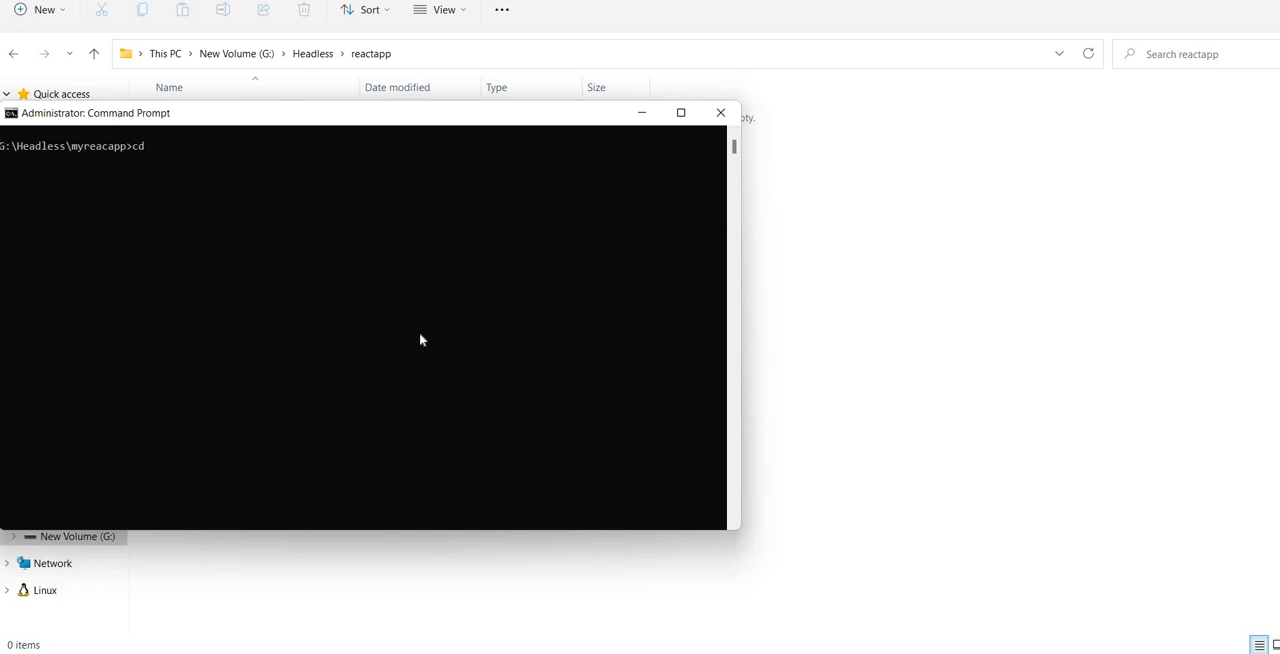 New
Sort
View
This PC > New Volume (G:) > Headless > reactapp
Search reactapp
Name
Date modified
Type
Size
Quick access
Administrator: Command Prompt
pty.
G:\Headless\myreacapp>cd
New Volume (G:)
Network
Linux
0 items